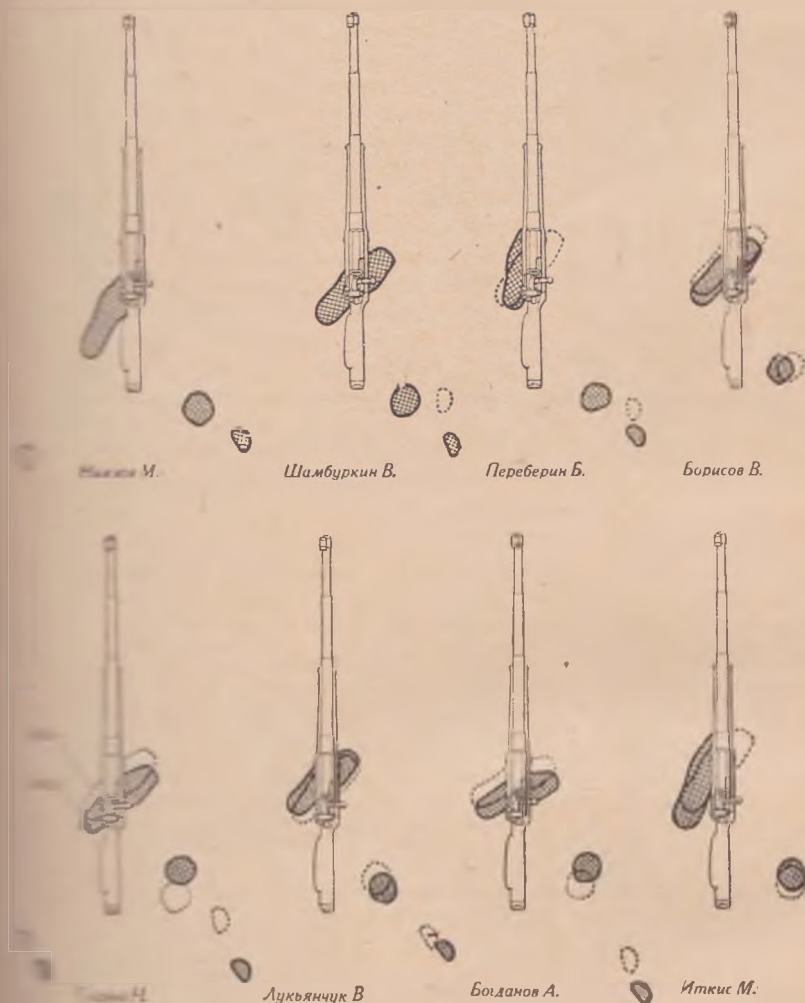 М.
Шамбуркин В.
Переберин Б.
Борисов В.
Лукьянчук В
Богданов А.
Иткис М.